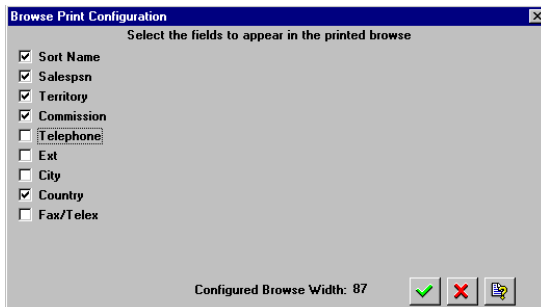 Browse Print Configuration
Select the fields to appear in the printed browse
Sort Name
Salespsn
Territory
Commission
Telephone
Ext
City
Country
Fax/Telex
Configured Browse Width: 87